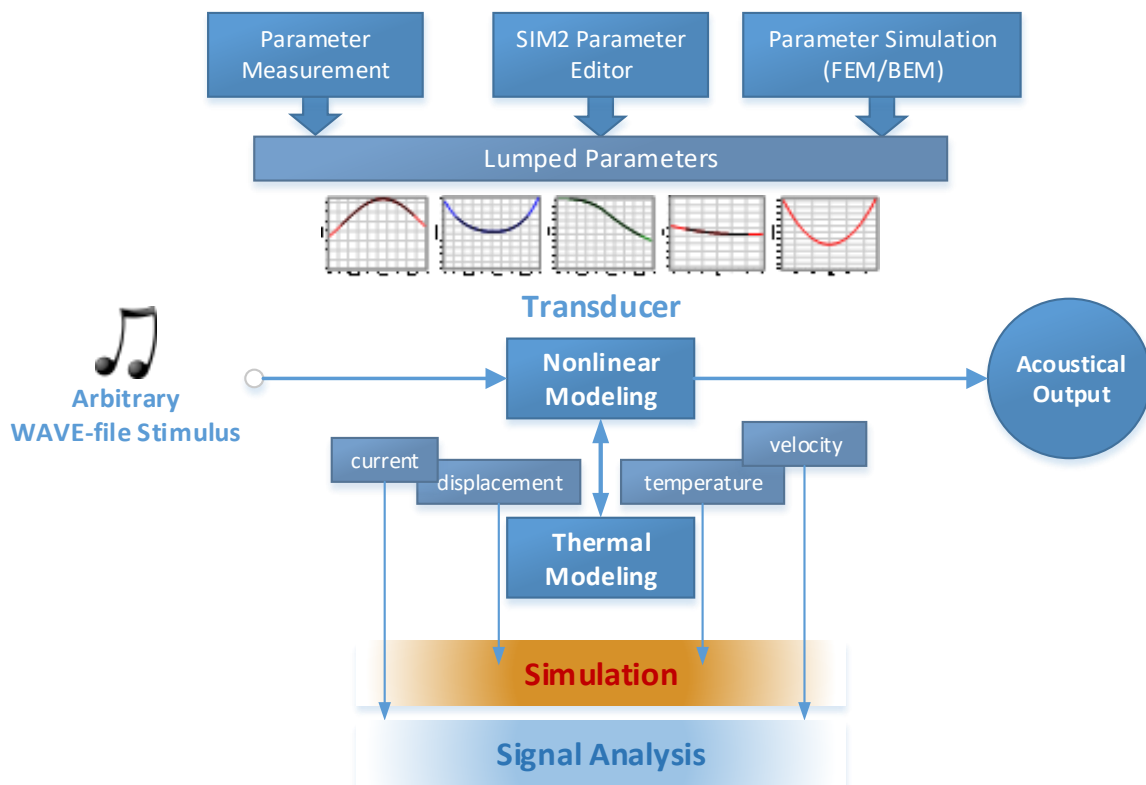 Parameter
Measurement
SIM2 Parameter
Editor
Parameter Simulation
(FEM/BEM)
Lumped Parameters
Transducer
Nonlinear
Modeling
Acoustical
Output
Arbitrary
WAVE-file Stimulus
current
displacement
temperature
velocity
Thermal
Modeling
Simulation
Signal Analysis